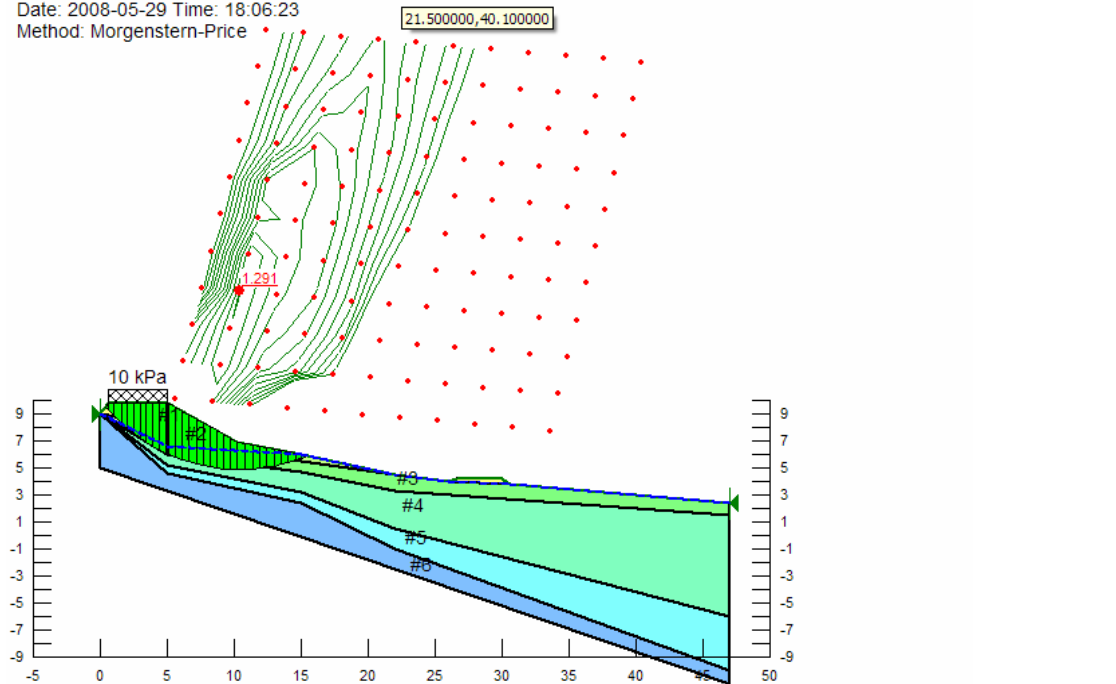 Date: 2008-05-29 Time: 18:06:23
21.500000,40.100000
Method: Morgenstern-Price
1.291
10 kPa
9 9
7 #2 7
5 5
#3
3 #4 3
1 1
-1 #5 -1
-3 #6 -3
-5 -5
-7 -7
-9 -9
-5 0 5 10 15 20 25 30 35 40 45 50